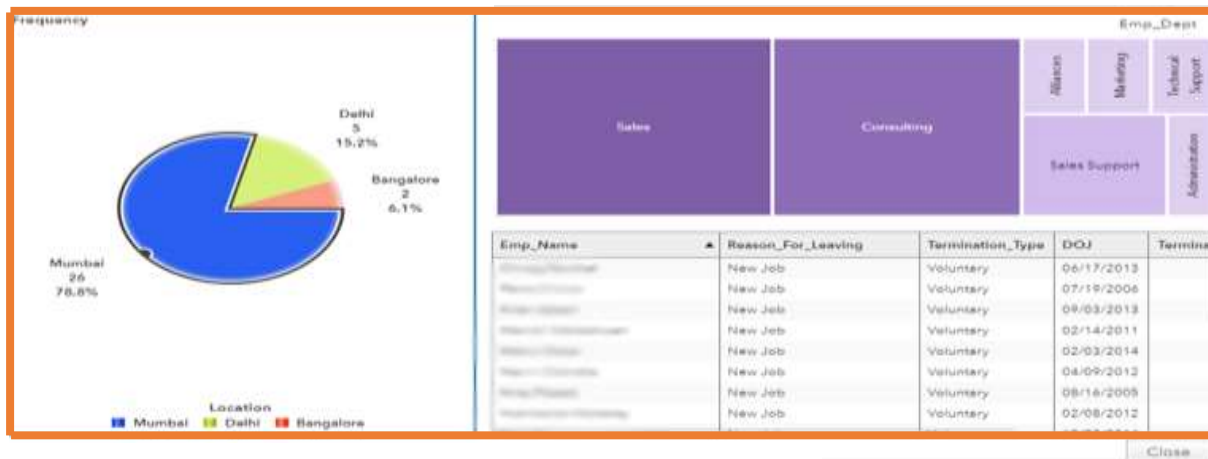 Frequency
Delhi
5
15.2%
Bangalore
2
6.1%
Mumbai
26
78.8%
Location
Mumbai Delhi Bangalore
Emp_Dept
Sales
Consulting
Alliances
Marketing
Technical
Support
Sales Support
Administration
Emp_Name Reason_For_Leaving Termination_Type DOJ
New Job Voluntary 06/17/2013
New Job Voluntary 07/19/2006
New Job Voluntary 09/03/2013
New Job Voluntary 02/14/2011
New Job Voluntary 02/03/2014
New Job Voluntary 04/09/2012
New Job Voluntary 08/16/2005
New Job Voluntary 02/08/2012
Close